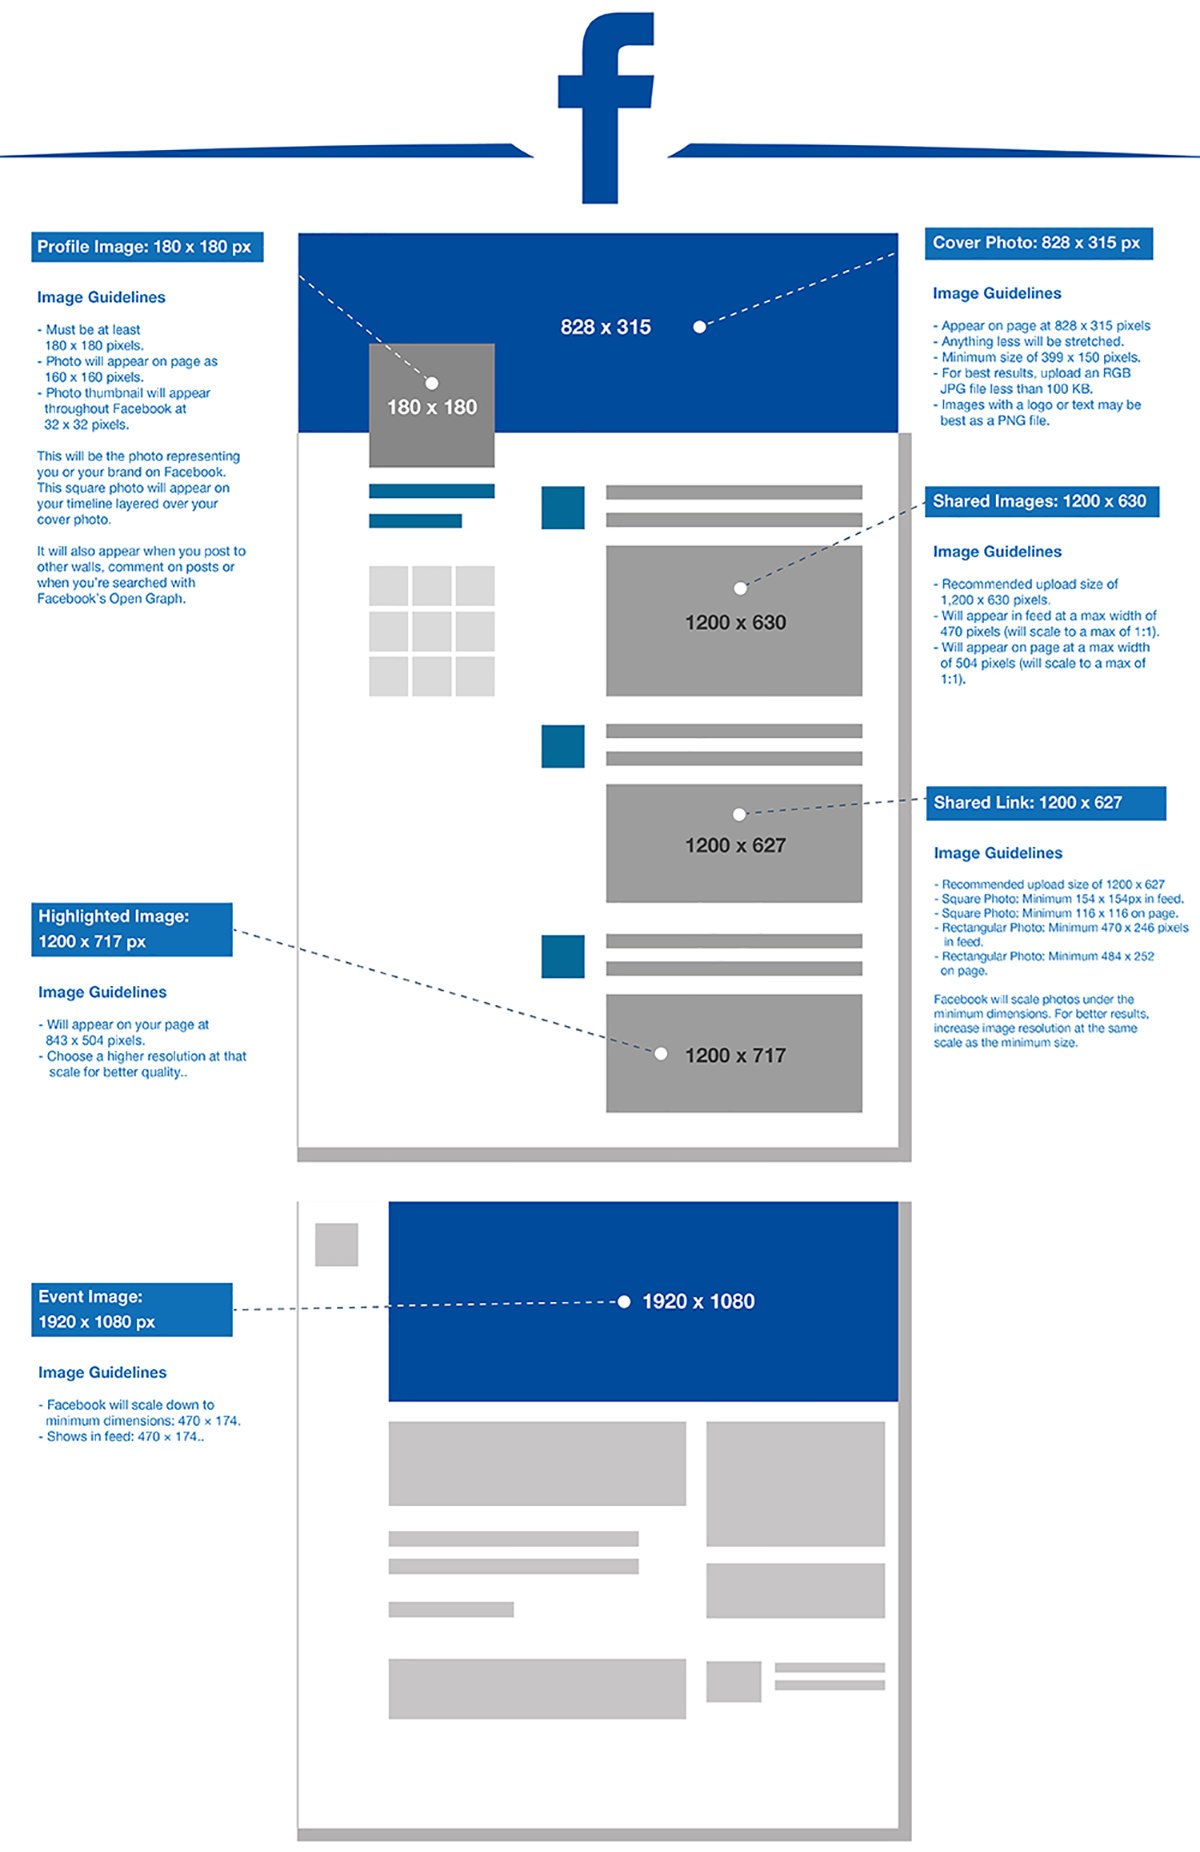 f
Profile Image: 180 x 180 px
Image Guidelines
- Must be at least
180 x 180 pixels.
- Photo will appear on page as
160 x 160 pixels.
- Photo thumbnail will appear
throughout Facebook at
32 x 32 pixels.
This will be the photo representing
you or your brand on Facebook.
This square photo will appear on
your timeline layered over your
cover photo.
It will also appear when you post to
other walls, comment on posts or
when you're searched with
Facebook's Open Graph.
828 x 315
180 x 180
Cover Photo: 828 x 315 px
Image Guidelines
- Appear on page at 828 x 315 pixels
- Anything less will be stretched.
- Minimum size of 399 x 150 pixels.
- For best results, upload an RGB
JPG file less than 100 KB.
- Images with a logo or text may be
best as a PNG file.
Shared Images: 1200 x 630
Image Guidelines
- Recommended upload size of
1,200 x 630 pixels.
- Will appear in feed at a max width of
470 pixels (will scale to a max of 1:1).
- Will appear on page at a max width
of 504 pixels (will scale to a max of
1:1).
1200 x 630
Shared Link: 1200 x 627
Image Guidelines
- Recommended upload size of 1200 x 627
- Square Photo: Minimum 154 x 154px in feed.
- Square Photo: Minimum 116 x 116 on page.
- Rectangular Photo: Minimum 470 x 246 pixels
in feed.
- Rectangular Photo: Minimum 484 x 252
on page.
Facebook will scale photos under the
minimum dimensions. For better results,
increase image resolution at the same
scale as the minimum size.
1200 x 627
Highlighted Image:
1200 x 717 px
Image Guidelines
- Will appear on your page at
843 x 504 pixels.
- Choose a higher resolution at that
scale for better quality..
1200 x 717
Event Image:
1920 x 1080 px
Image Guidelines
- Facebook will scale down to
minimum dimensions: 470 × 174.
- Shows in feed: 470 × 174..
1920 x 1080